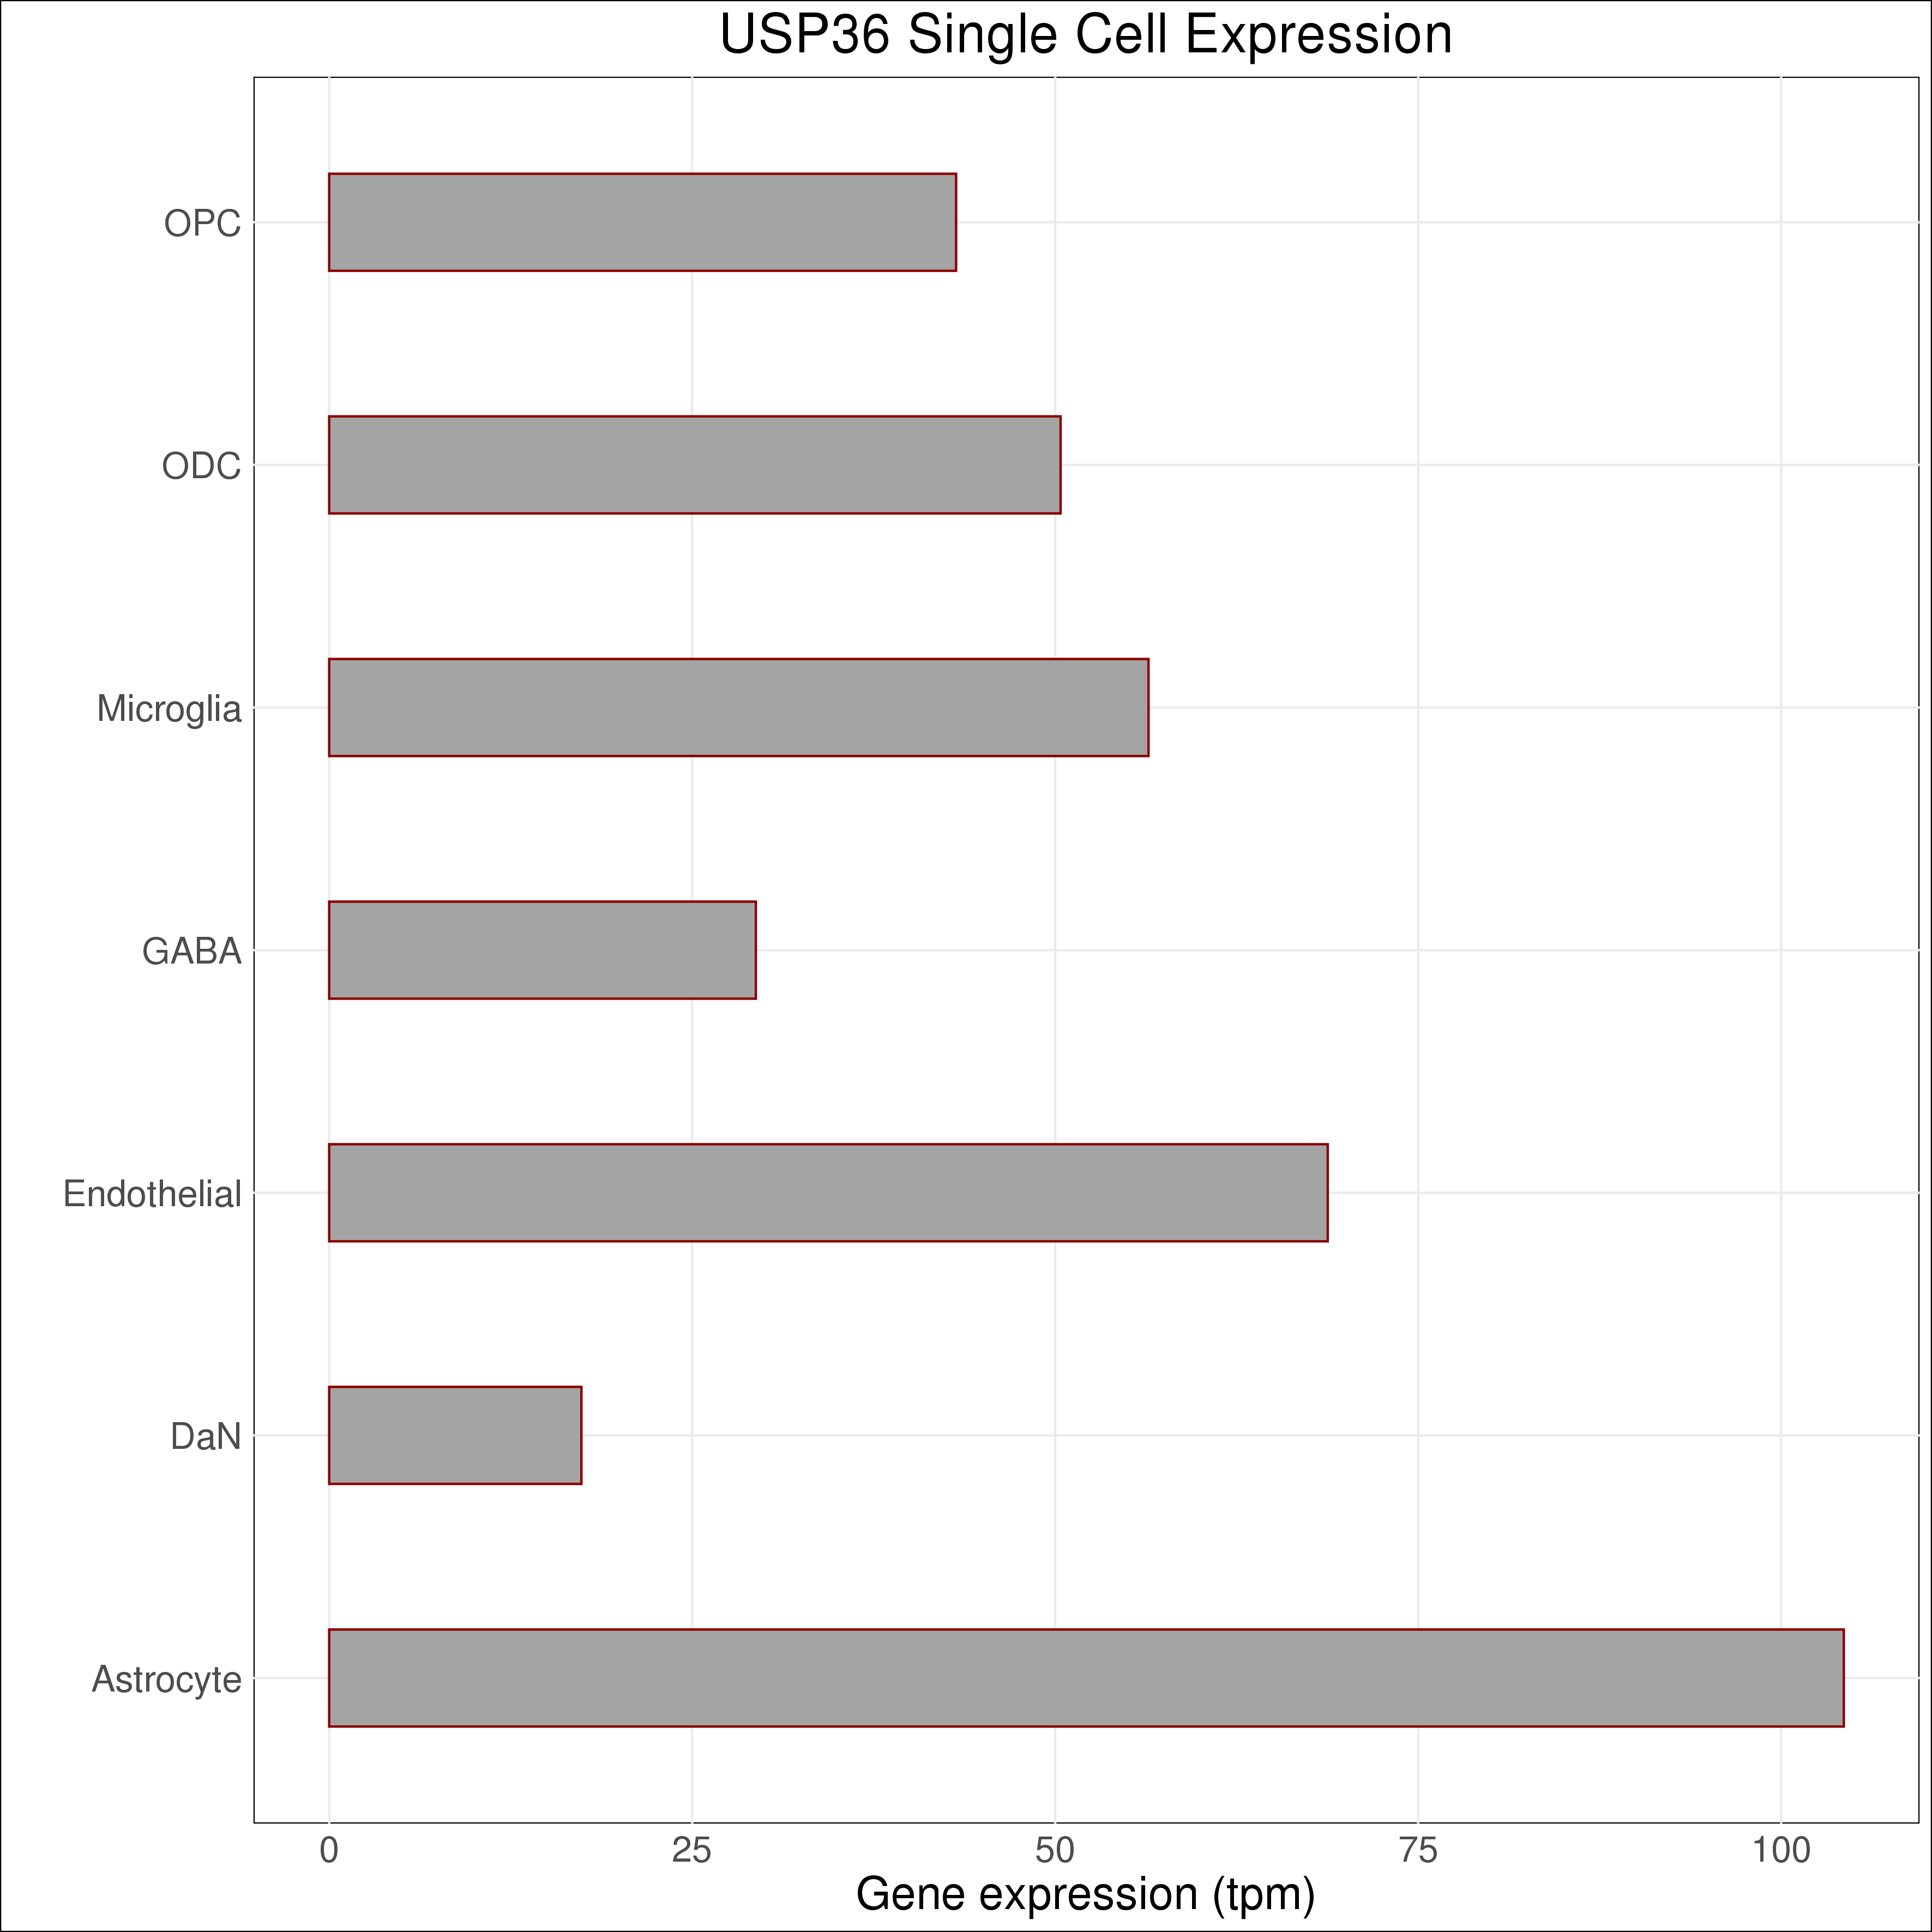 USP36 Single Cell Expression
OPC
ODC
Microglia
GABA
Endothelial
DaN
Astrocyte
0 25 50 75 100
Gene expression (tpm)